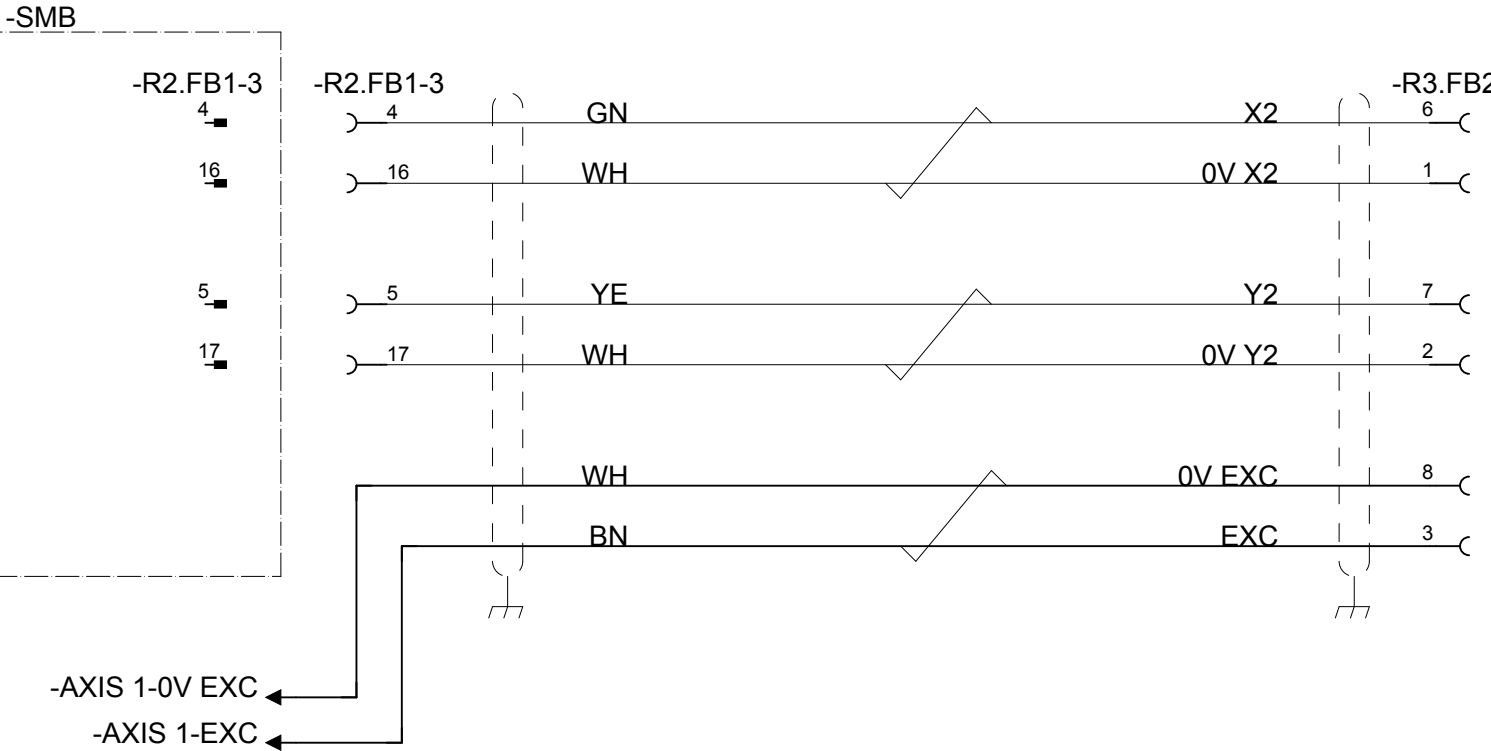 -SMB
-R2.FB1-3 -R2.FB1-3 -R3.FB2
4 4 GN X2 6
16 16 WH 0V X2 1
5 5 YE Y2 7
17 17 WH 0V Y2 2
WH 0V EXC 8
BN EXC 3
-AXIS 1-0V EXC
-AXIS 1-EXC